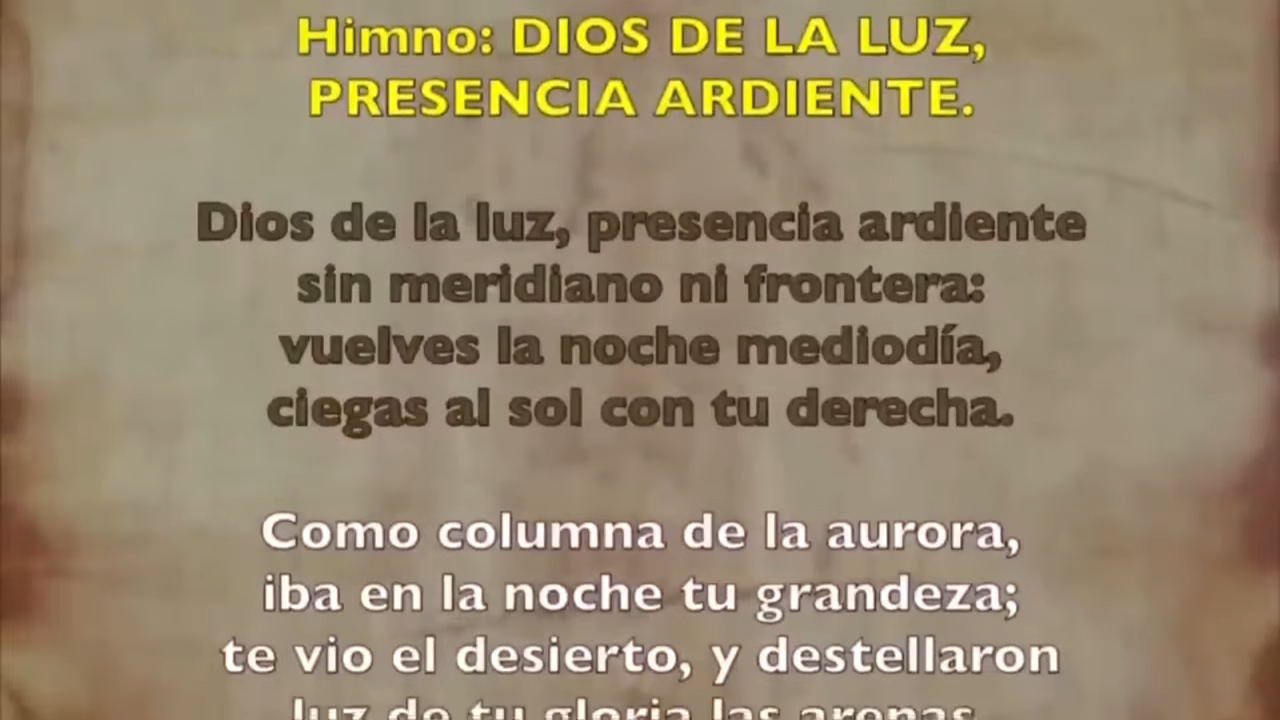 Himno: DIOS DE LA LUZ,
PRESENCIA ARDIENTE.
Dios de la luz, presencia ardiente
sin meridiano ni frontera:
vuelves la noche mediodía,
ciegas al sol con tu derecha.
Como columna de la aurora,
iba en la noche tu grandeza;
te vio el desierto, y destellaron
luz de tu gloria las arenas.